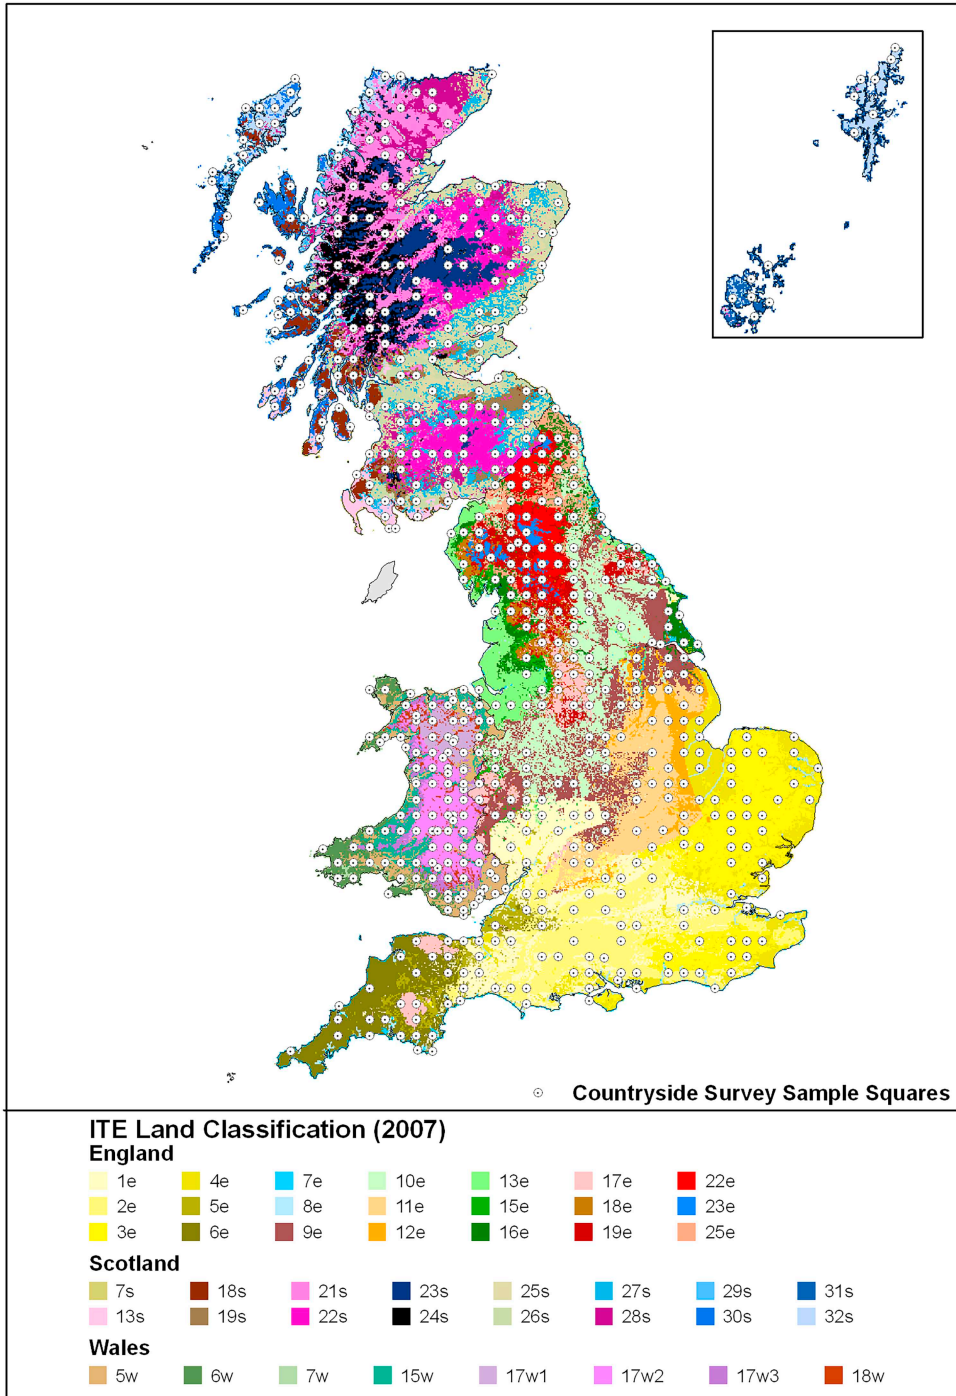 Countryside Survey Sample Squares
ITE Land Classification (2007)
England
1e 4e 7e 10e 13e 17e 22e
2e 5e 8e 11e 15e 18e 23e
3e 6e 9e 12e 16e 19e 25e
Scotland
7s 18s 21s 23s 25s 27s 29s 31s
13s 19s 22s 24s 26s 28s 30s 32s
Wales
5w 6w 7w 15w 17w1 17w2 17w3 18w